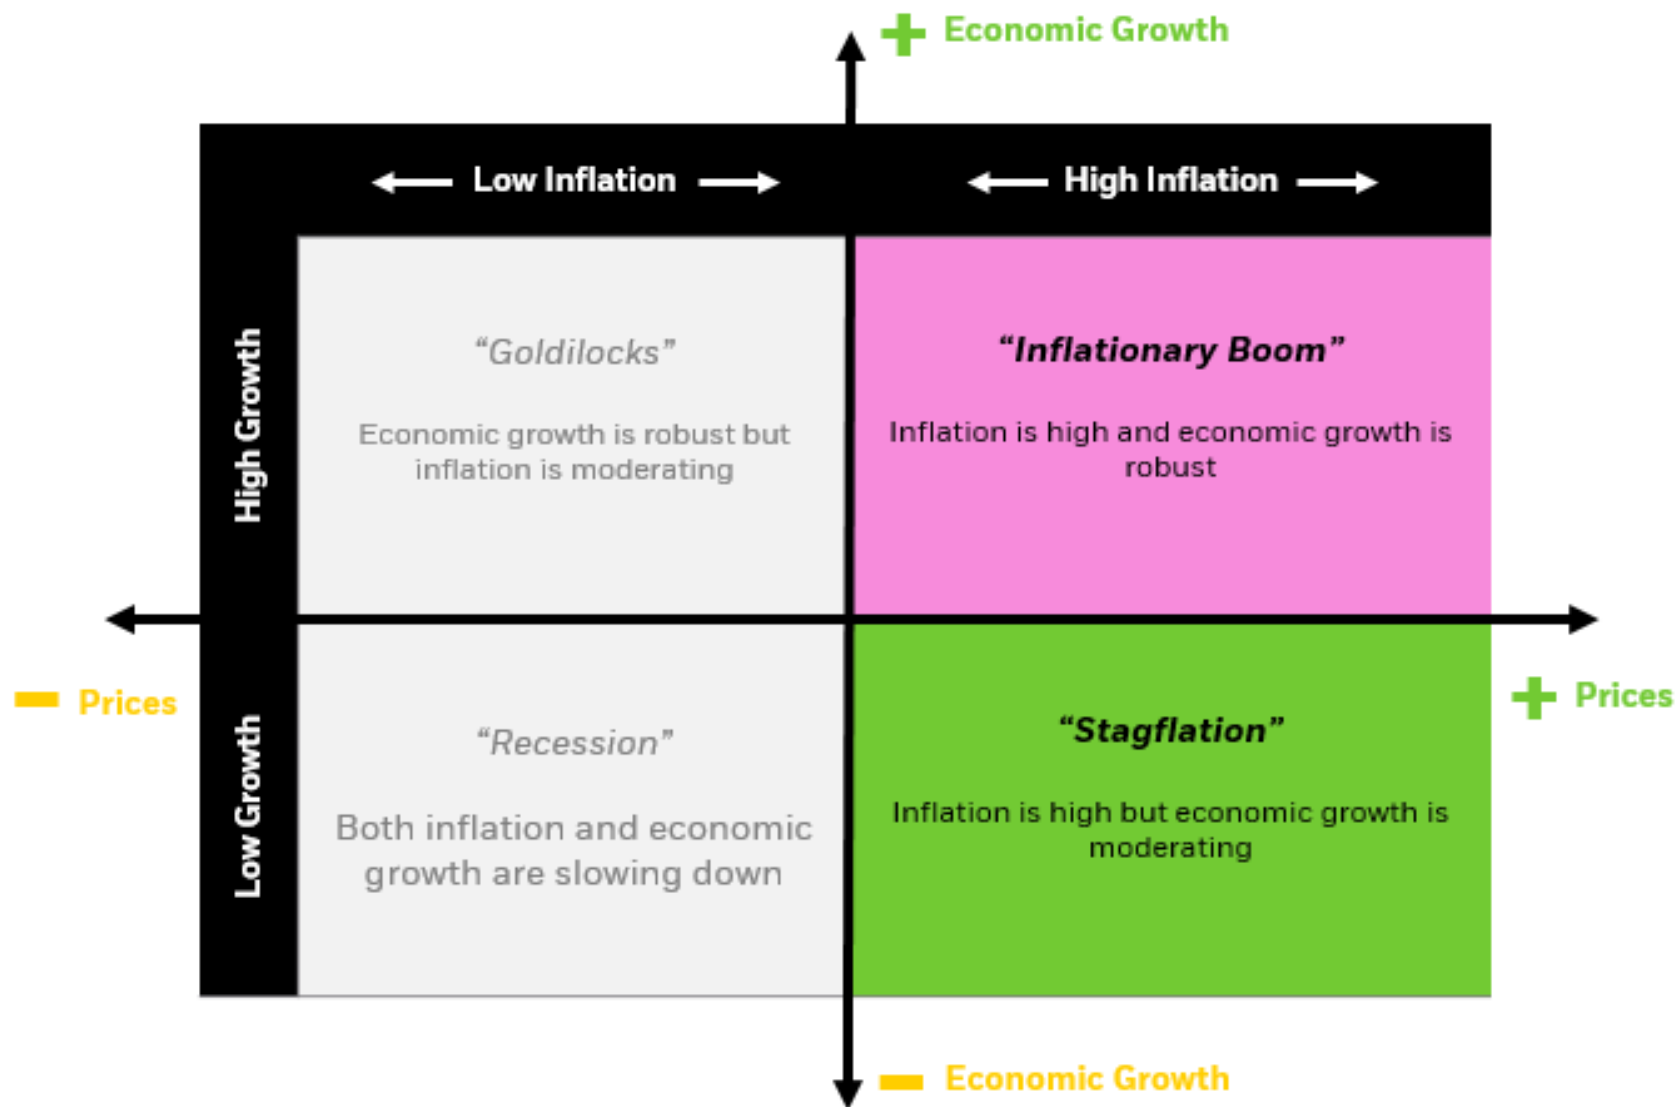 Economic Growth
Low Inflation
High Inflation
High Growth
“Goldilocks”
Economic growth is robust but
inflation is moderating
“Inflationary Boom”
Inflation is high and economic growth is
robust
Prices
Prices
Low Growth
“Recession”
Both inflation and economic
growth are slowing down
“Stagflation”
Inflation is high but economic growth is
moderating
Economic Growth